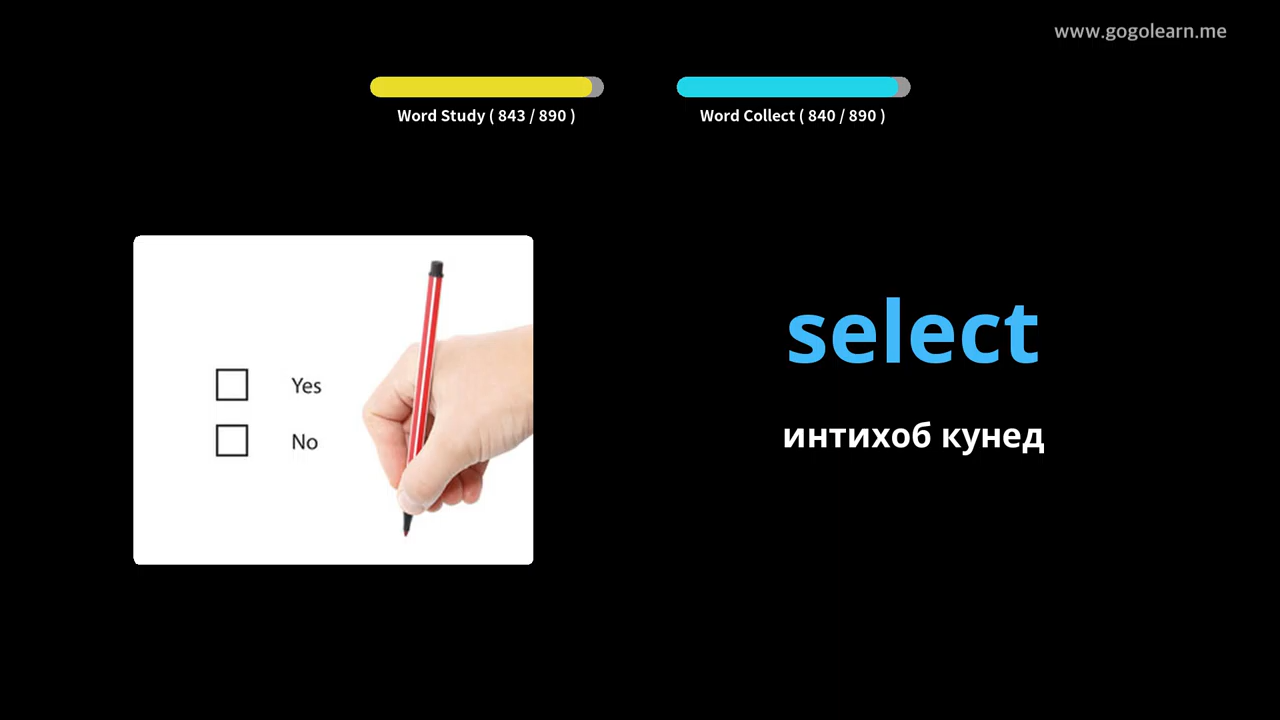 www.gogolearn.me
Word Study ( 843 / 890 )
Word Collect ( 840 / 890 )
Yes
No
select
интихоб кунед